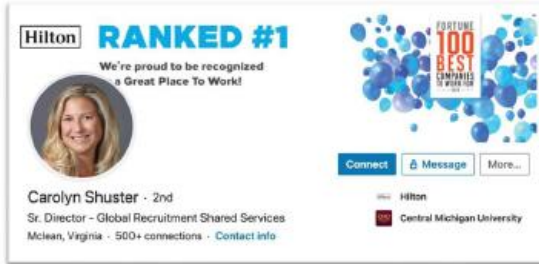 Hilton
RANKED #1
We're proud to be recognized
a Great Place To Work!
FORTUNE
100
BEST
COMPANIES
TO WORK FOR
Connect
Message
More...
Carolyn Shuster · 2nd
Sr. Director - Global Recruitment Shared Services
Mclean, Virginia · 500+ connections · Contact info
Hilton
Central Michigan University